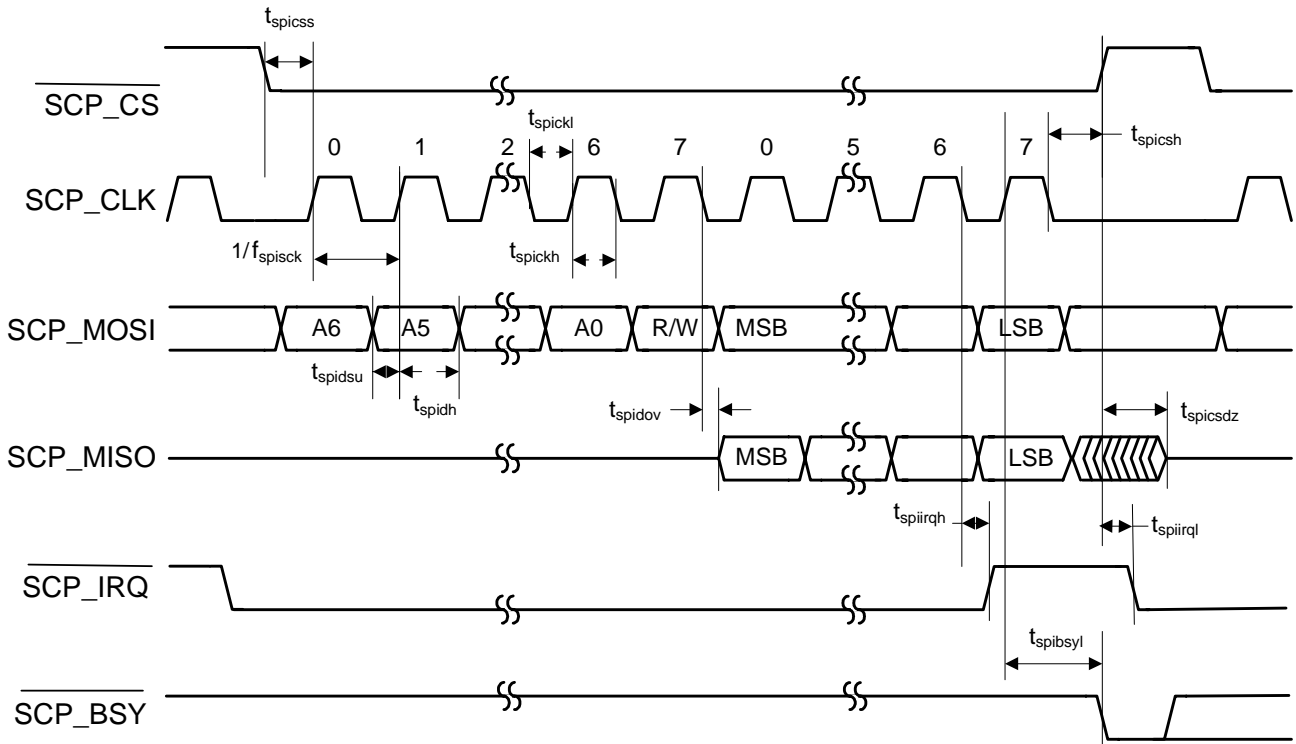 t_spicss
SCP_CS
t_spickl
t_spicsh
0 1 2 6 7 0 5 6 7
SCP_CLK
1/f_spisck
t_spickh
SCP_MOSI
A6 A5 A0 R/W MSB LSB
t_spidsu
t_spidh
t_spidov
t_spicsdz
SCP_MISO
MSB LSB
t_spiirqh
t_spiirql
SCP_IRQ
t_spibsyl
SCP_BSY